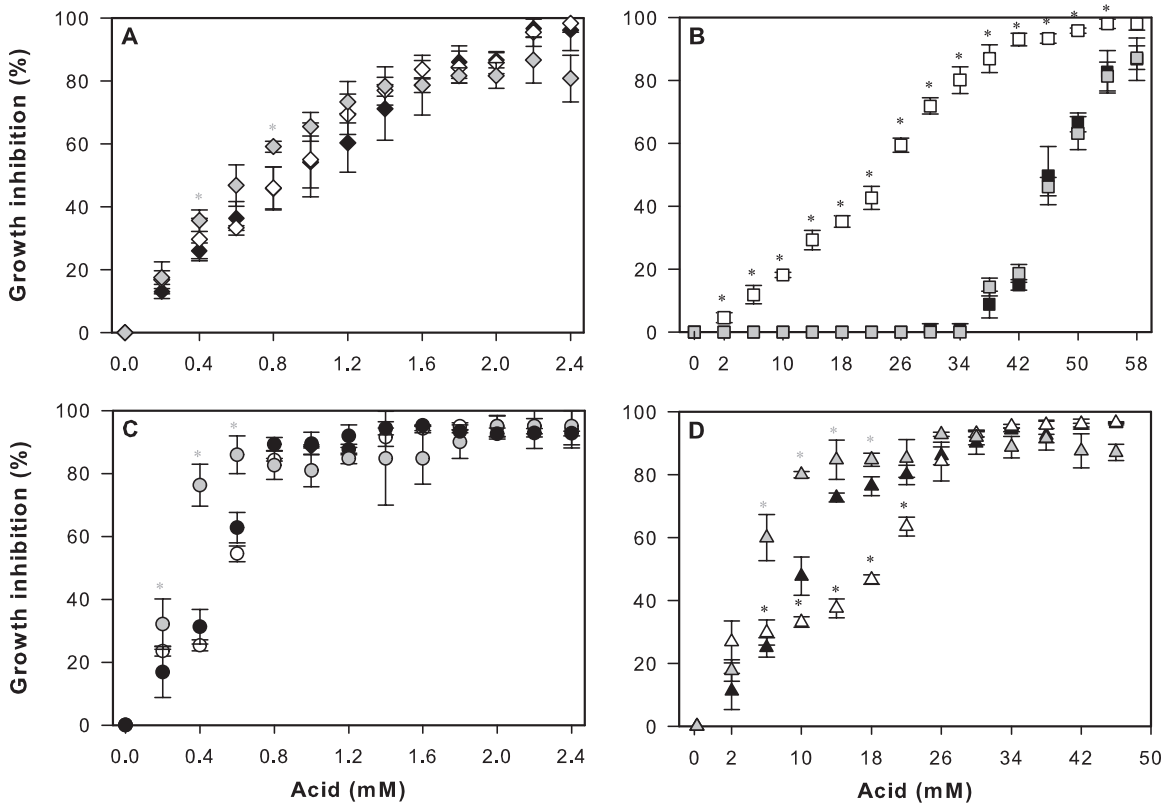 Growth inhibition (%)
100
80
60
40
20
0
A
*
*
0.0 0.4 0.8 1.2 1.6 2.0 2.4
100
80
60
40
20
0
B
* * * * * * * * * * * * * *
0 2 10 18 26 34 42 50 58
Growth inhibition (%)
100
80
60
40
20
0
C
* * *
0.0 0.4 0.8 1.2 1.6 2.0 2.4
Acid (mM)
100
80
60
40
20
0
D
* * * *
* * * * *
0 2 10 18 26 34 42 50
Acid (mM)